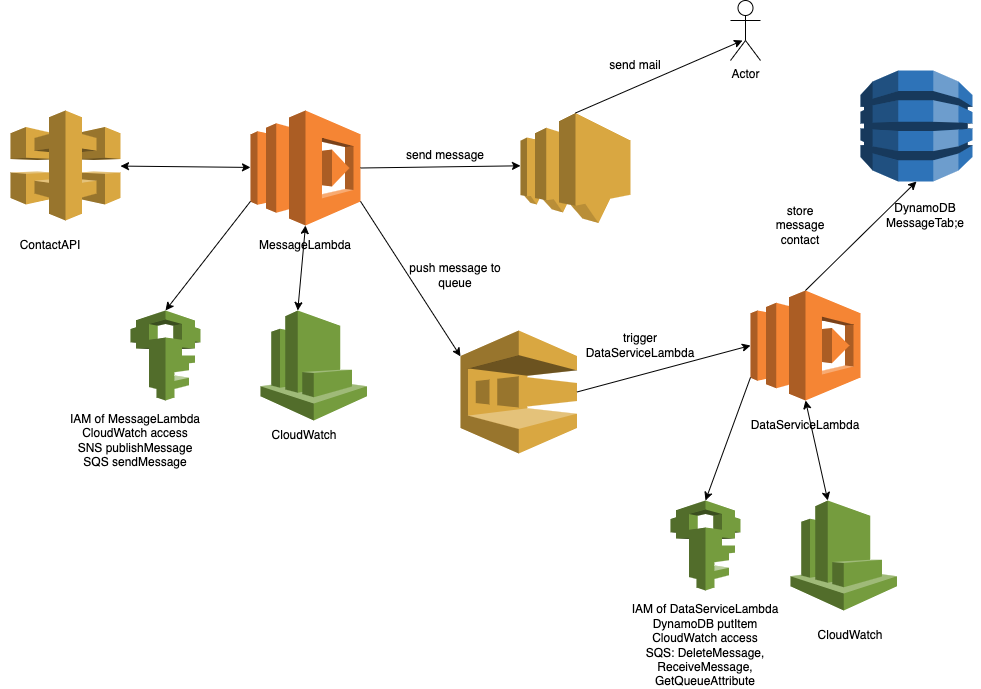 send mail
Actor
send message
ContactAPI
MessageLambda
DynamoDB
MessageTab;e
store
message
contact
push message to
queue
trigger
DataServiceLambda
IAM of MessageLambda
CloudWatch access
SNS publishMessage
SQS sendMessage
CloudWatch
DataServiceLambda
IAM of DataServiceLambda
DynamoDB putItem
CloudWatch access
SQS: DeleteMessage,
ReceiveMessage,
GetQueueAttribute
CloudWatch